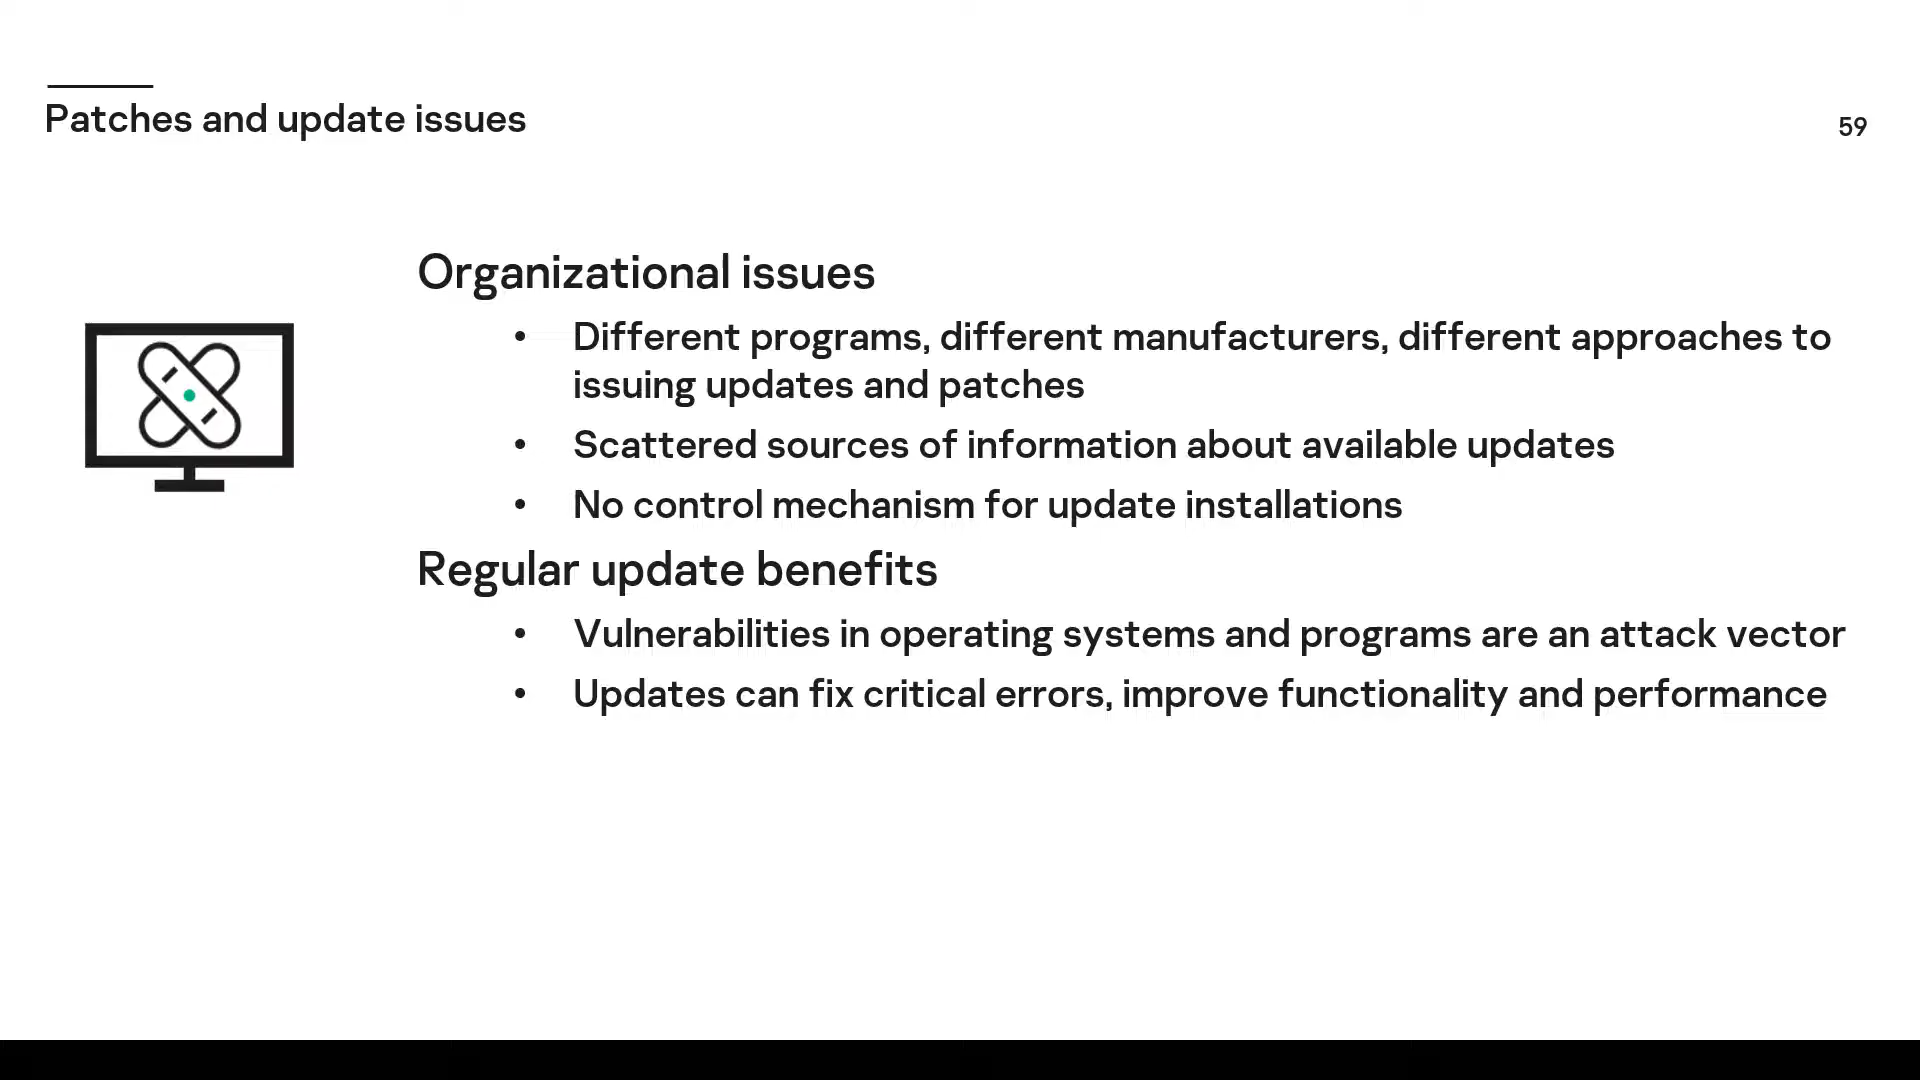 Patches and update issues
59
Organizational issues
• Different programs, different manufacturers, different approaches to
issuing updates and patches
• Scattered sources of information about available updates
• No control mechanism for update installations
Regular update benefits
• Vulnerabilities in operating systems and programs are an attack vector
• Updates can fix critical errors, improve functionality and performance